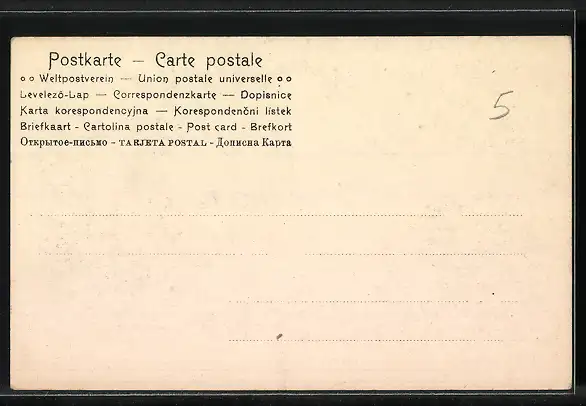 Postkarte — Carte postale
o o Weltpostverein — Union postale universelle o o
Levelező-Lap — Correspondenzkarte — Dopisnice
Karta korespondencyjna — Korespondenční lístek
Briefkaart - Cartolina postale - Post card - Brefkort
Открытое-письмо - TARJETA POSTAL - Дописна Карта
5